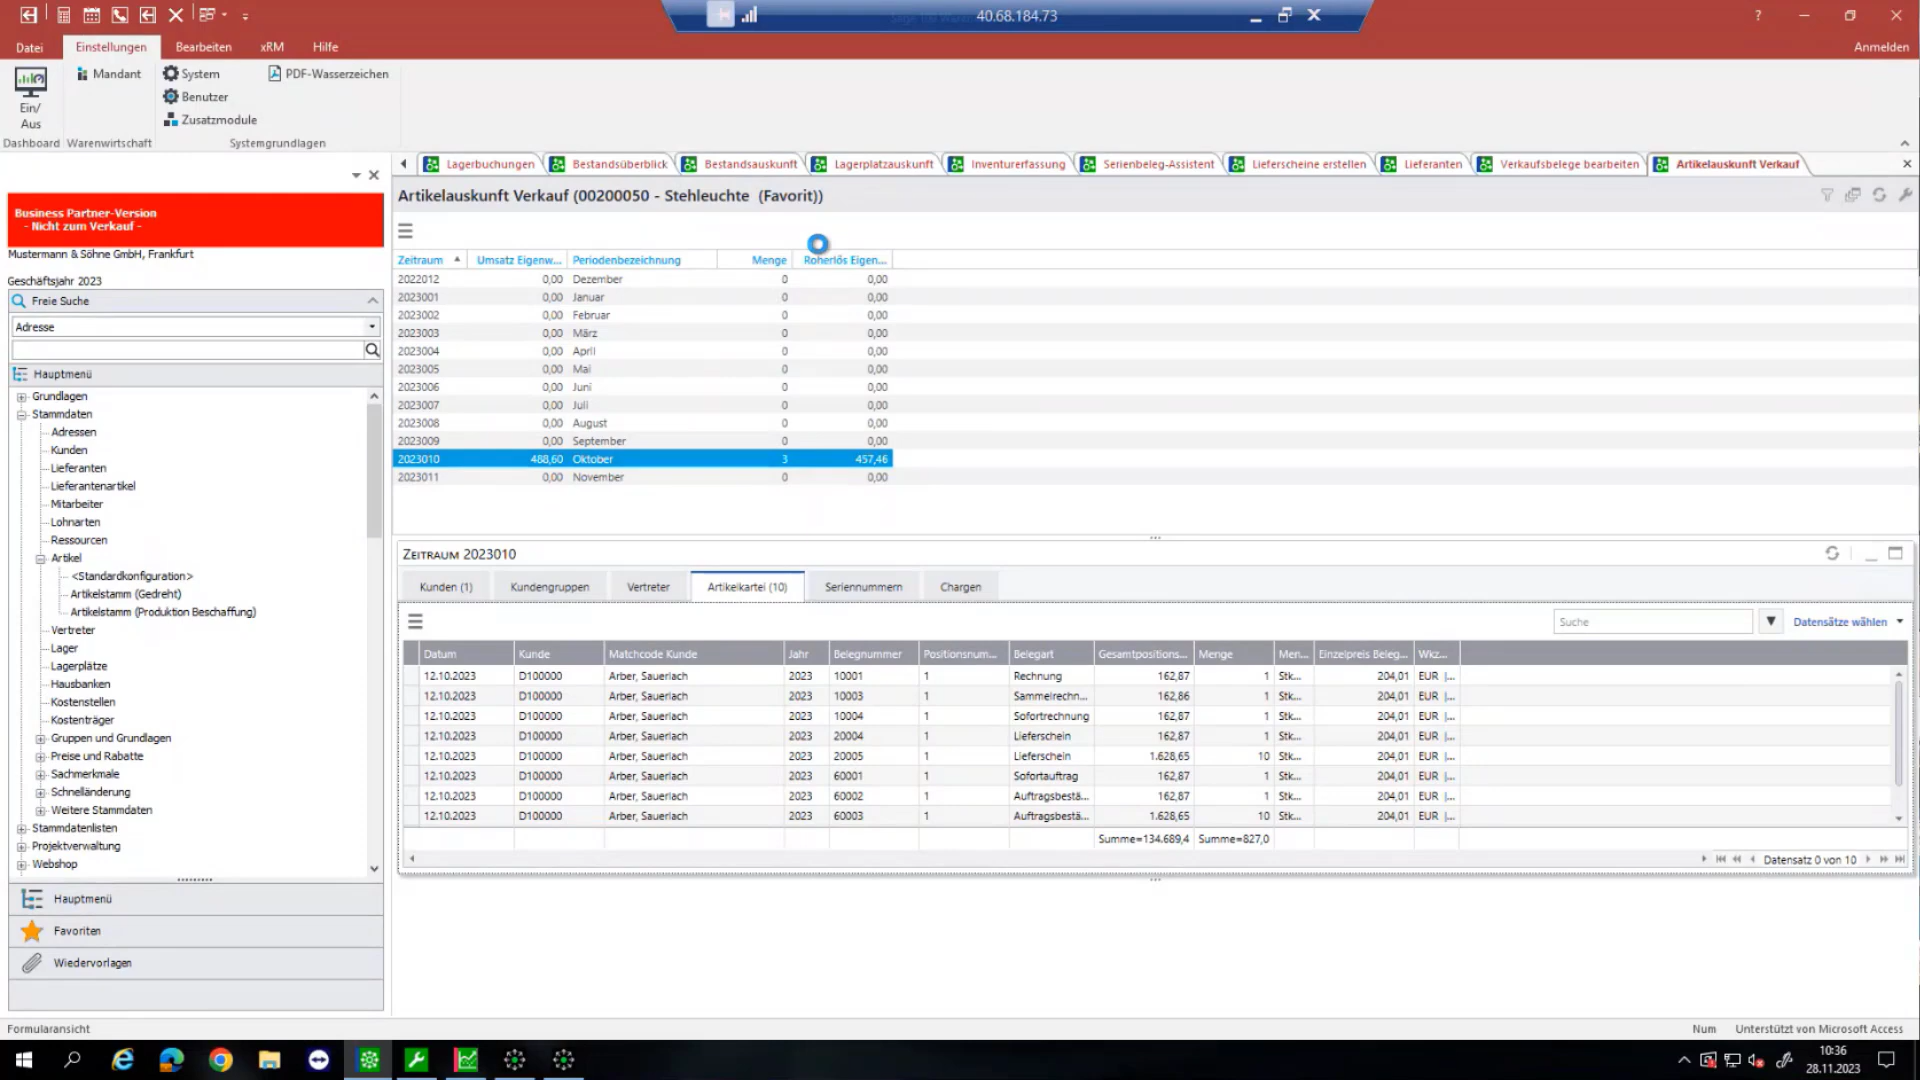 40.68.184.73
?
Datei Einstellungen Bearbeiten xRM Hilfe Anmelden
Ein/
Aus
Mandant
System
Benutzer
Zusatzmodule
PDF-Wasserzeichen
Dashboard Warenwirtschaft Systemgrundlagen
Lagerbuchungen Bestandsüberblick Bestandsauskunft Lagerplatzauskunft Inventurerfassung Serienbeleg-Assistent Lieferscheine erstellen Lieferanten Verkaufsbelege bearbeiten Artikelauskunft Verkauf
Business Partner-Version
- Nicht zum Verkauf -
Mustermann & Söhne GmbH, Frankfurt
Geschäftsjahr 2023
Freie Suche
Adresse
Hauptmenü
Grundlagen
Stammdaten
Adressen
Kunden
Lieferanten
Lieferantenartikel
Mitarbeiter
Lohnarten
Ressourcen
Artikel
<Standardkonfiguration>
Artikelstamm (Gedreht)
Artikelstamm (Produktion Beschaffung)
Vertreter
Lager
Lagerplätze
Hausbanken
Kostenstellen
Kostenträger
Gruppen und Grundlagen
Preise und Rabatte
Sachmerkmale
Schnelländerung
Weitere Stammdaten
Stammdatenlisten
Projektverwaltung
Webshop
Hauptmenü
Favoriten
Wiedervorlagen
Artikelauskunft Verkauf (00200050 - Stehleuchte (Favorit))
Zeitraum Umsatz Eigenw... Periodenbezeichnung Menge Roherlös Eigen...
2022012 0,00 Dezember 0 0,00
2023001 0,00 Januar 0 0,00
2023002 0,00 Februar 0 0,00
2023003 0,00 März 0 0,00
2023004 0,00 April 0 0,00
2023005 0,00 Mai 0 0,00
2023006 0,00 Juni 0 0,00
2023007 0,00 Juli 0 0,00
2023008 0,00 August 0 0,00
2023009 0,00 September 0 0,00
2023010 488,60 Oktober 3 457,46
2023011 0,00 November 0 0,00
ZEITRAUM 2023010
Kunden (1) Kundengruppen Vertreter Artikelkartei (10) Seriennummern Chargen
Suche Datensätze wählen
Datum Kunde Matchcode Kunde Jahr Belegnummer Positionsnum... Belegart Gesamtpositions... Menge Men... Einzelpreis Beleg... Wkz...
12.10.2023 D100000 Arber, Sauerlach 2023 10001 1 Rechnung 162,87 1 Stk... 204,01 EUR |...
12.10.2023 D100000 Arber, Sauerlach 2023 10003 1 Sammelrechn... 162,86 1 Stk... 204,01 EUR |...
12.10.2023 D100000 Arber, Sauerlach 2023 10004 1 Sofortrechnung 162,87 1 Stk... 204,01 EUR |...
12.10.2023 D100000 Arber, Sauerlach 2023 20004 1 Lieferschein 162,87 1 Stk... 204,01 EUR |...
12.10.2023 D100000 Arber, Sauerlach 2023 20005 1 Lieferschein 1.628,65 10 Stk... 204,01 EUR |...
12.10.2023 D100000 Arber, Sauerlach 2023 60001 1 Sofortauftrag 162,87 1 Stk... 204,01 EUR |...
12.10.2023 D100000 Arber, Sauerlach 2023 60002 1 Auftragsbestä... 162,87 1 Stk... 204,01 EUR |...
12.10.2023 D100000 Arber, Sauerlach 2023 60003 1 Auftragsbestä... 1.628,65 10 Stk... 204,01 EUR |...
Summe=134.689,4 Summe=827,0
Datensatz 0 von 10
Formularansicht Num Unterstützt von Microsoft Access
10:36
28.11.2023